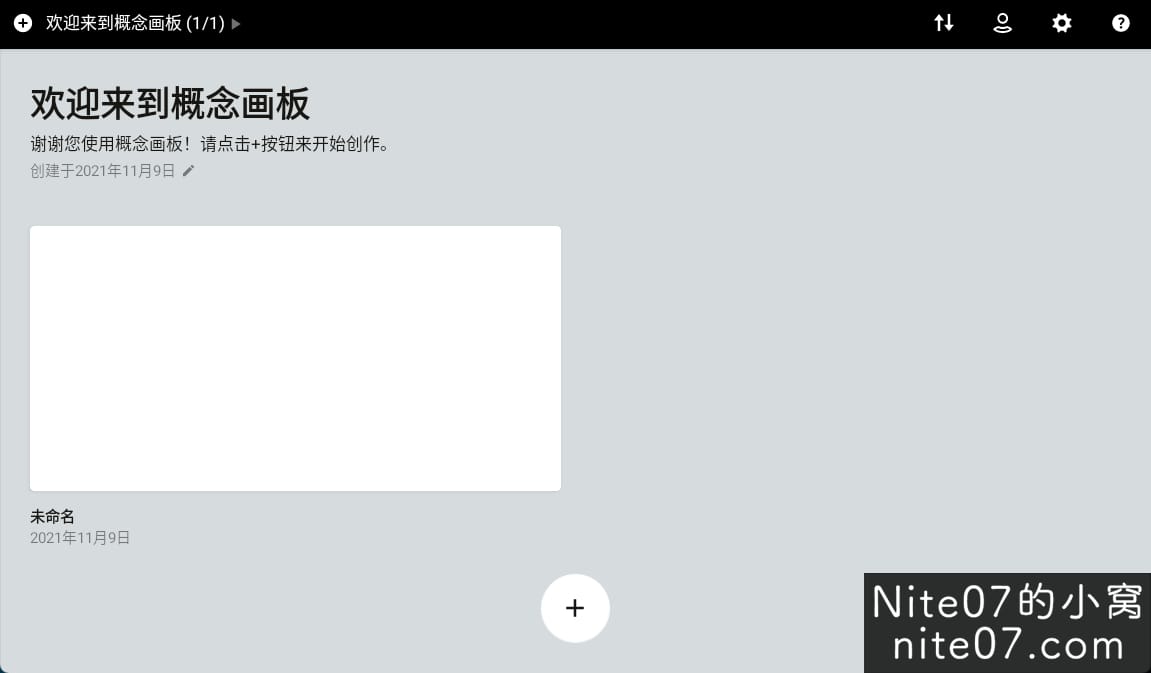 欢迎来到概念画板 (1/1)
欢迎来到概念画板
谢谢您使用概念画板！请点击+按钮来开始创作。
创建于2021年11月9日
未命名
2021年11月9日
Nite07的小窝
nite07.com